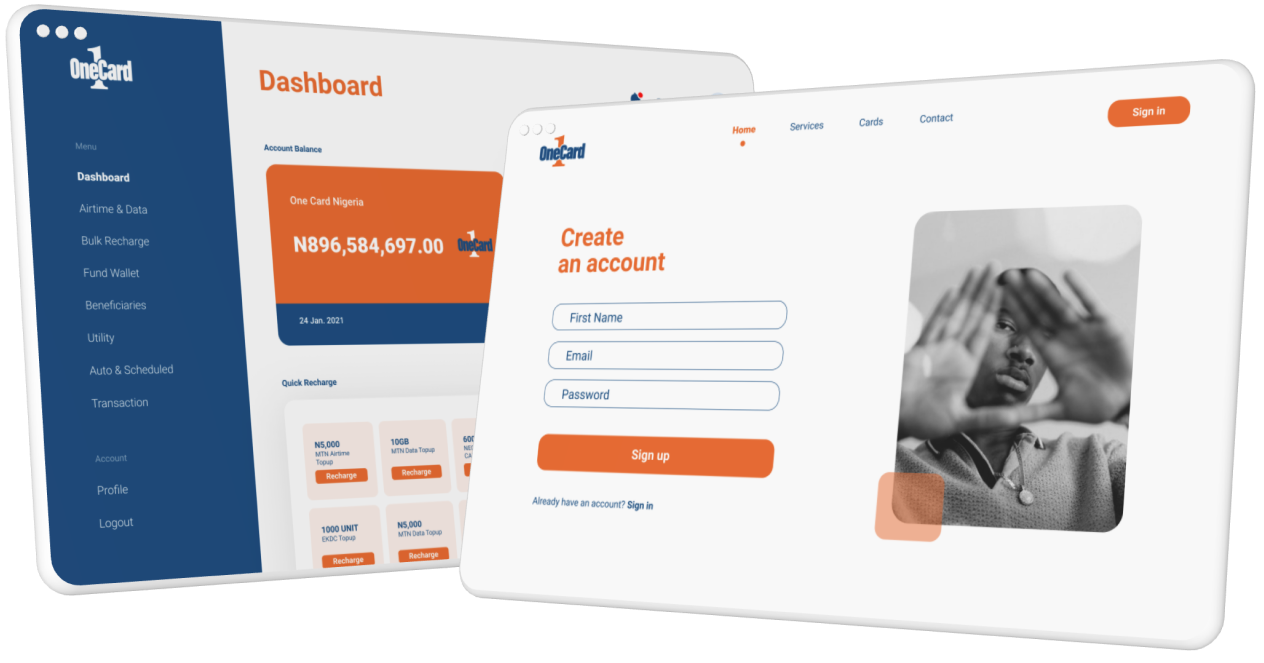 OneCard
1
Menu
Dashboard
Airtime & Data
Bulk Recharge
Fund Wallet
Beneficiaries
Utility
Auto & Scheduled
Transaction
Account
Profile
Logout
Dashboard
Account Balance
One Card Nigeria
N896,584,697.00
OneCard
1
24 Jan. 2021
Quick Recharge
N5,000
MTN Airtime
Topup
Recharge
10GB
MTN Data Topup
Recharge
1000 UNIT
EKDC Topup
Recharge
N5,000
MTN Data Topup
Recharge
OneCard
1
Home
Services
Cards
Contact
Sign in
Create
an account
First Name
Email
Password
Sign up
Already have an account? Sign in